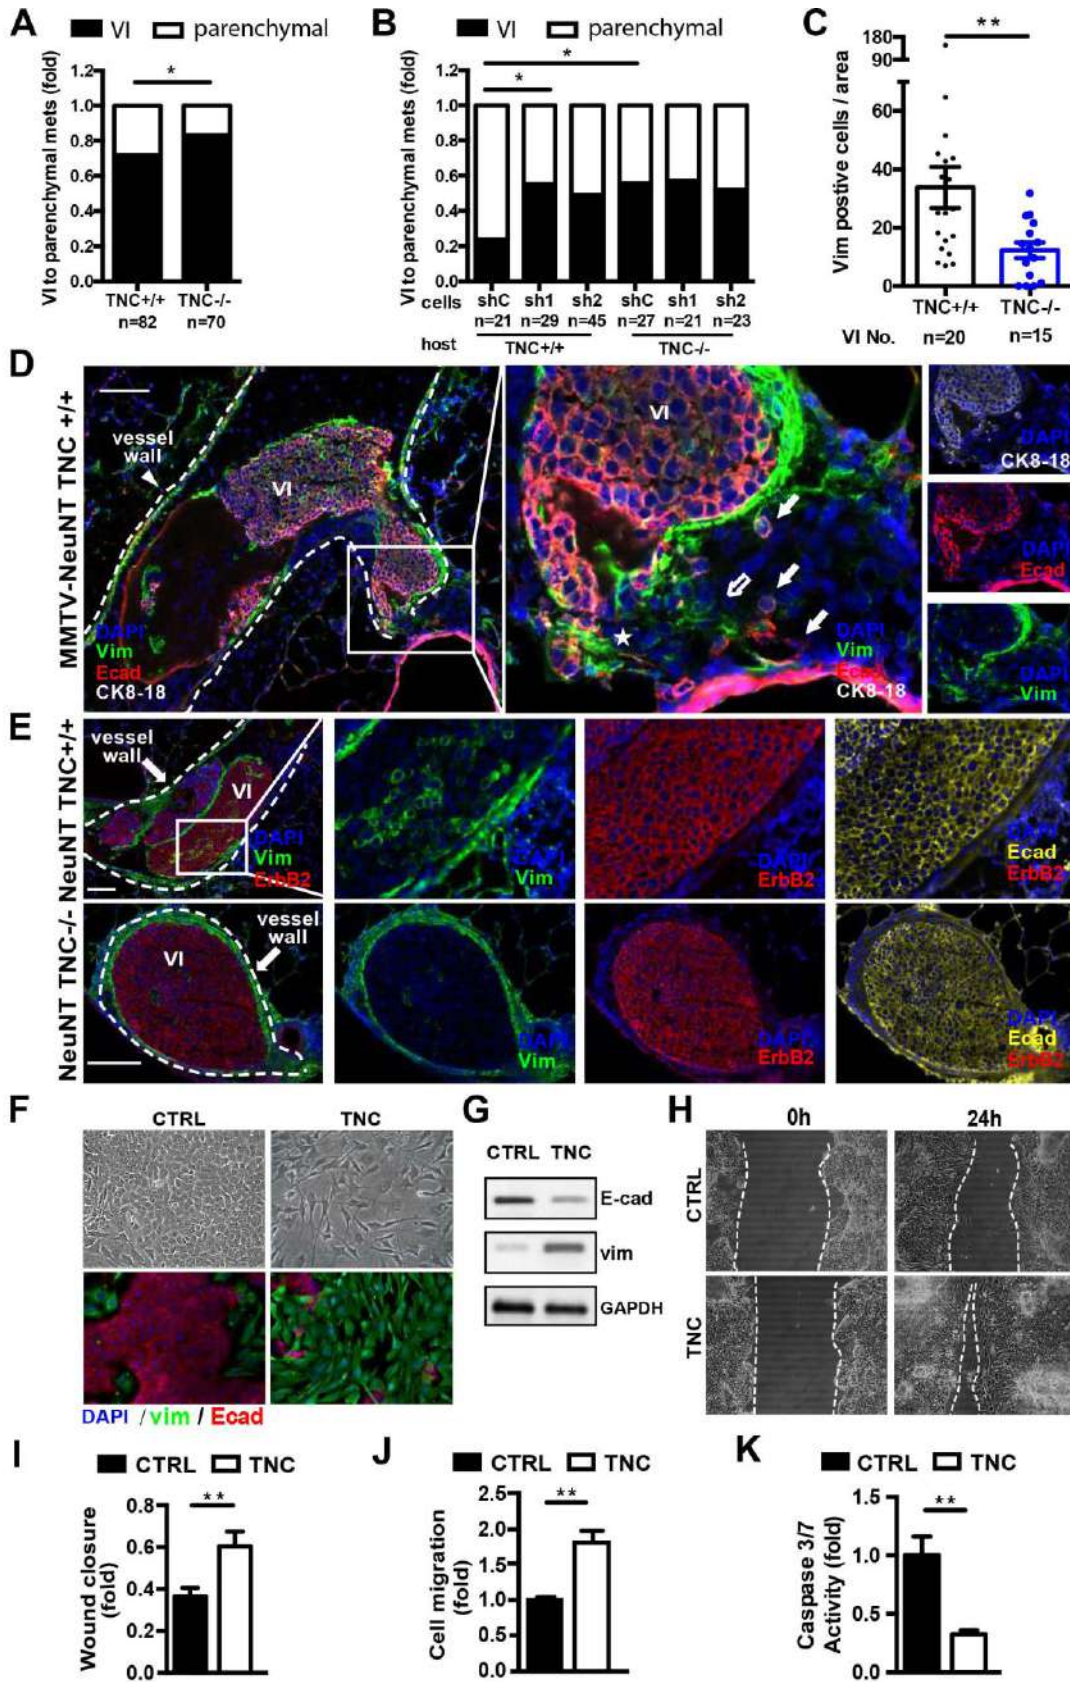 A
VI parenchymal
VI to parenchymal mets (fold)
1.2
1.0
0.8
0.6
0.4
0.2
0.0
*
TNC+/+ TNC-/-
n=82 n=70
B
VI parenchymal
VI to parenchymal mets (fold)
1.2
1.0
0.8
0.6
0.4
0.2
0.0
*
*
cells shC sh1 sh2 shC sh1 sh2
n=21 n=29 n=45 n=27 n=21 n=23
host TNC+/+ TNC-/-
C
Vim postive cells / area
180
90
60
40
20
0
**
TNC+/+ TNC-/-
VI No. n=20 n=15
D
MMTV-NeuNT TNC +/+
vessel
wall
VI
DAPI
Vim
Ecad
CK8-18
VI
DAPI
Vim
Ecad
CK8-18
DAPI
CK8-18
DAPI
Ecad
DAPI
Vim
E
NeuNT TNC+/+
vessel
wall
VI
DAPI
Vim
ErbB2
DAPI
Vim
DAPI
ErbB2
DAPI
Ecad
ErbB2
NeuNT TNC-/-
VI
vessel
wall
DAPI
Vim
DAPI
ErbB2
DAPI
Ecad
ErbB2
F
CTRL TNC
DAPI / vim / Ecad
G
CTRL TNC
E-cad
vim
GAPDH
H
0h 24h
CTRL
TNC
I
CTRL TNC
Wound closure
(fold)
0.8
0.6
0.4
0.2
0.0
**
J
CTRL TNC
Cell migration
(fold)
2.5
2.0
1.5
1.0
0.5
0.0
**
K
CTRL TNC
Caspase 3/7
Activity (fold)
1.5
1.0
0.5
0.0
**